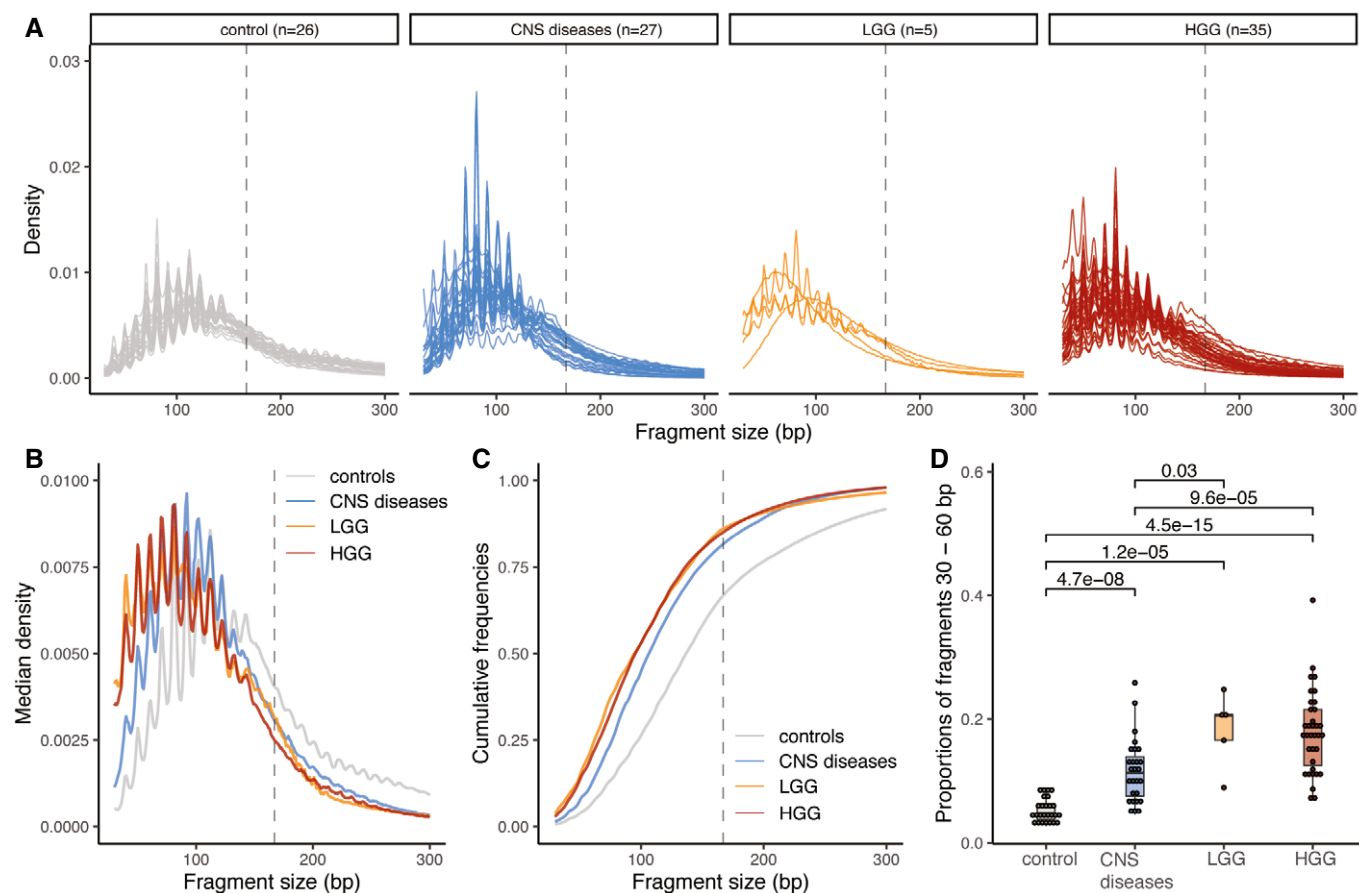 A
control (n=26)
CNS diseases (n=27)
LGG (n=5)
HGG (n=35)
Density
0.03
0.02
0.01
0.00
100 200 300
100 200 300
100 200 300
100 200 300
Fragment size (bp)
B
Median density
0.0100
0.0075
0.0050
0.0025
0.0000
controls
CNS diseases
LGG
HGG
100 200 300
Fragment size (bp)
C
Cumulative frequencies
1.00
0.75
0.50
0.25
0.00
controls
CNS diseases
LGG
HGG
100 200 300
Fragment size (bp)
D
Proportions of fragments 30 − 60 bp
0.6
0.4
0.2
0.0
0.03
9.6e−05
4.5e−15
1.2e−05
4.7e−08
control
CNS
diseases
LGG
HGG